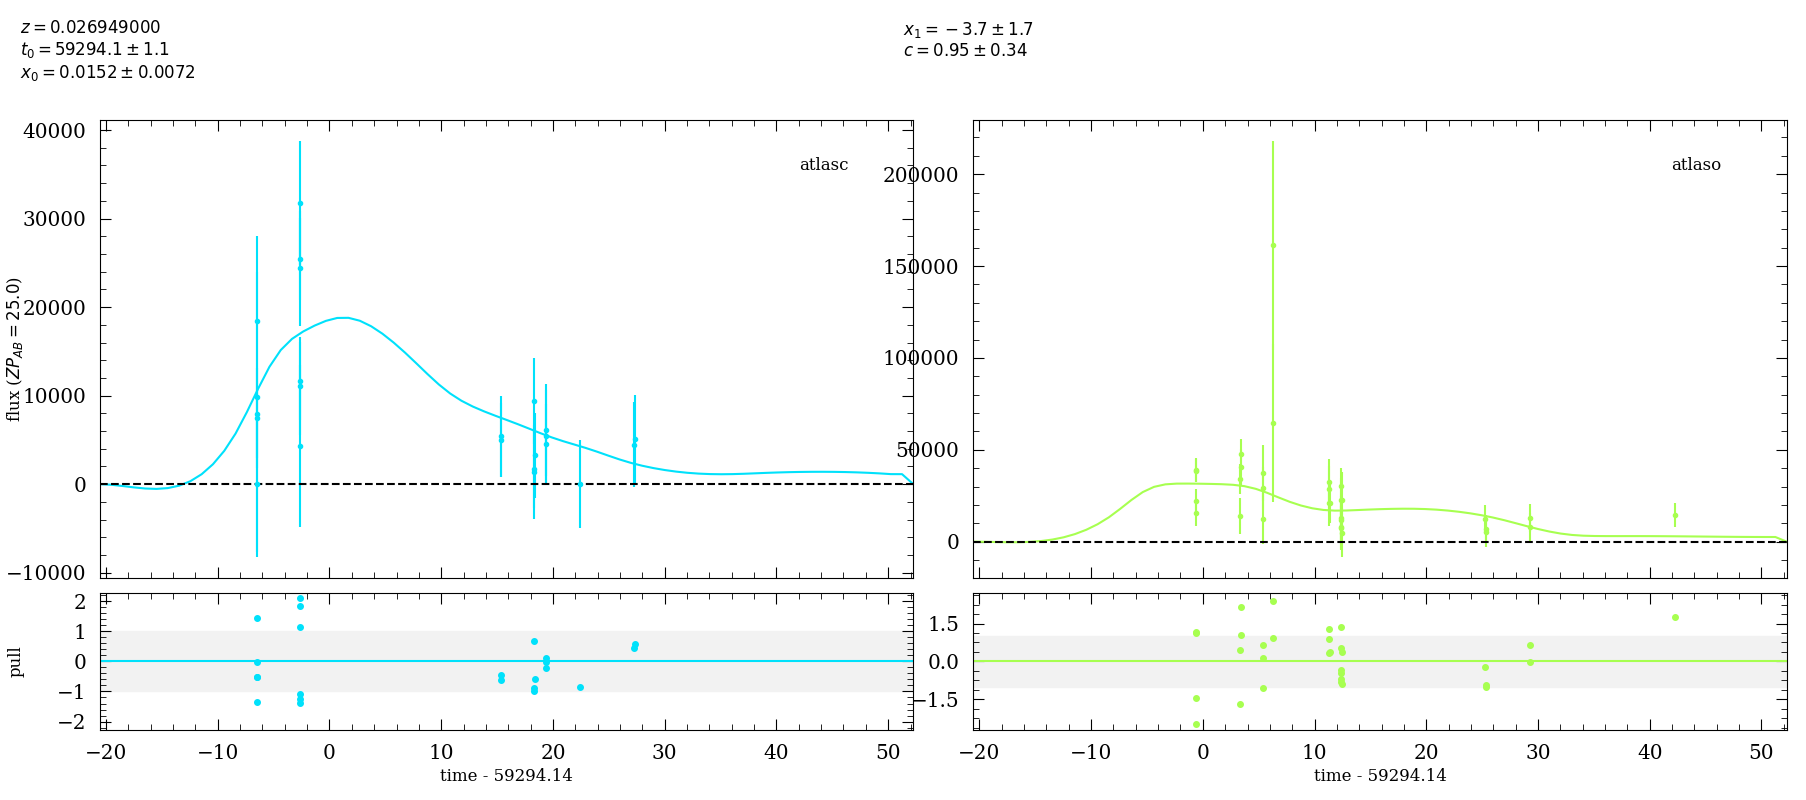 z = 0.026949000
t₀ = 59294.1 ± 1.1
x₀ = 0.0152 ± 0.0072
x₁ = −3.7 ± 1.7
c = 0.95 ± 0.34
40000
30000
20000
10000
0
−10000
flux (ZP_AB = 25.0)
atlasc
200000
150000
100000
50000
0
atlaso
2
1
0
−1
−2
pull
−20 −10 0 10 20 30 40 50
time - 59294.14
1.5
0.0
−1.5
−20 −10 0 10 20 30 40 50
time - 59294.14